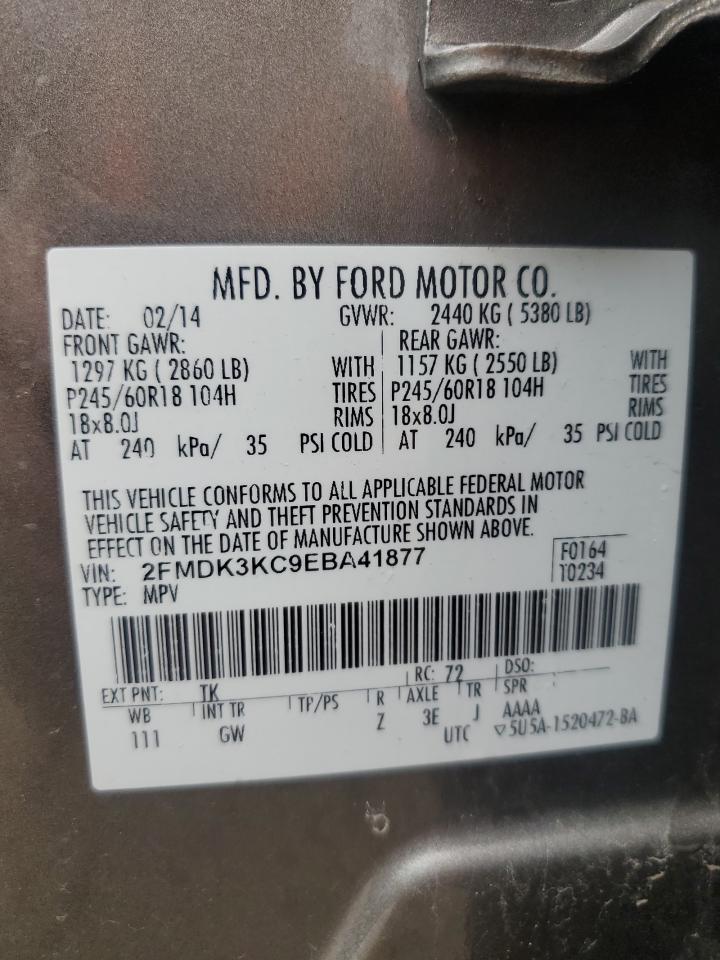 MFD. BY FORD MOTOR CO.
DATE: 02/14 GVWR: 2440 KG ( 5380 LB)
FRONT GAWR: REAR GAWR:
1297 KG ( 2860 LB) WITH 1157 KG ( 2550 LB) WITH
P245/60R18 104H TIRES P245/60R18 104H TIRES
18x8.0J RIMS 18x8.0J RIMS
AT 240 kPa/ 35 PSI COLD AT 240 kPa/ 35 PSI COLD
THIS VEHICLE CONFORMS TO ALL APPLICABLE FEDERAL MOTOR
VEHICLE SAFETY AND THEFT PREVENTION STANDARDS IN
EFFECT ON THE DATE OF MANUFACTURE SHOWN ABOVE.
VIN: 2FMDK3KC9EBA41877 F0164
TYPE: MPV T0234
EXT PNT: TK RC: 72 DSO:
WB INT TR TP/PS R AXLE TR SPR
111 GW Z 3E J AAAA
UTC ▽5U5A-1520472-BA